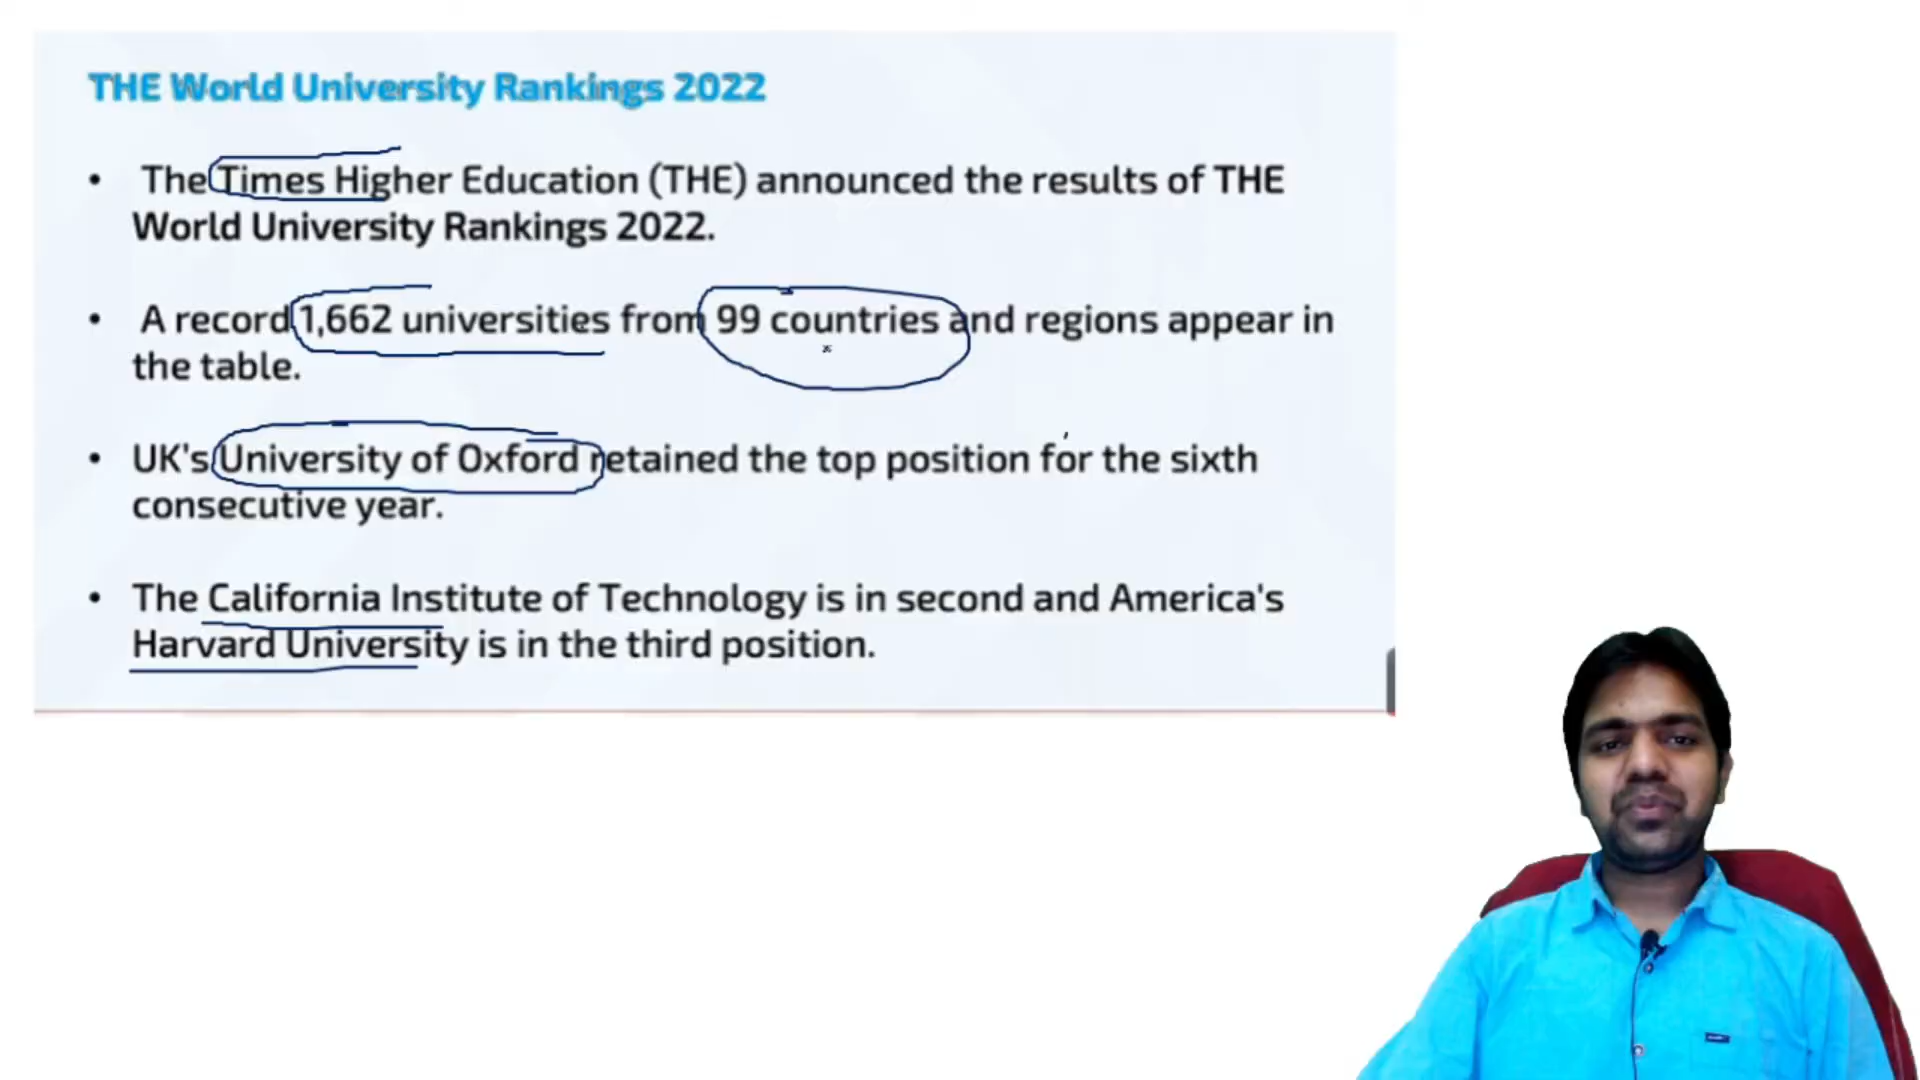 THE World University Rankings 2022
• The Times Higher Education (THE) announced the results of THE
World University Rankings 2022.
• A record 1,662 universities from 99 countries and regions appear in
the table.
• UK's University of Oxford retained the top position for the sixth
consecutive year.
• The California Institute of Technology is in second and America's
Harvard University is in the third position.